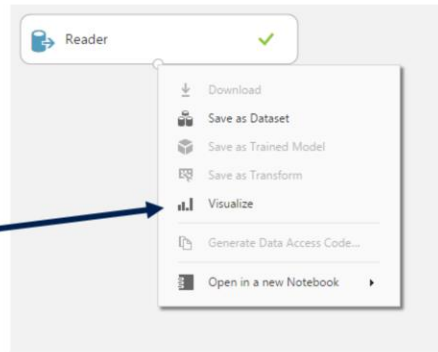 Reader
Download
Save as Dataset
Save as Trained Model
Save as Transform
Visualize
Generate Data Access Code...
Open in a new Notebook